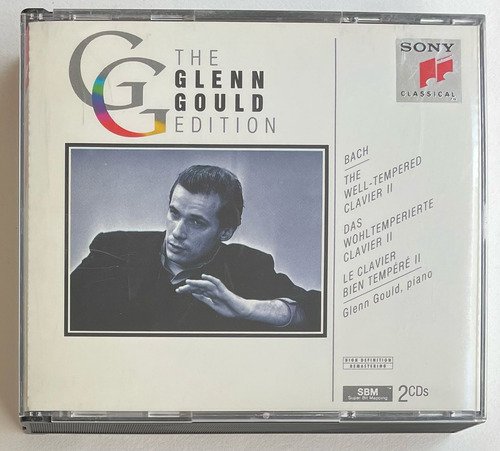 GG
THE
GLENN
GOULD
EDITION
SONY
CLASSICAL
BACH
THE
WELL-TEMPERED
CLAVIER II
DAS
WOHLTEMPERIERTE
CLAVIER II
LE CLAVIER
BIEN TEMPÉRÉ II
Glenn Gould, piano
HIGH DEFINITION
REMASTERING
SBM
Super Bit Mapping
2CDs